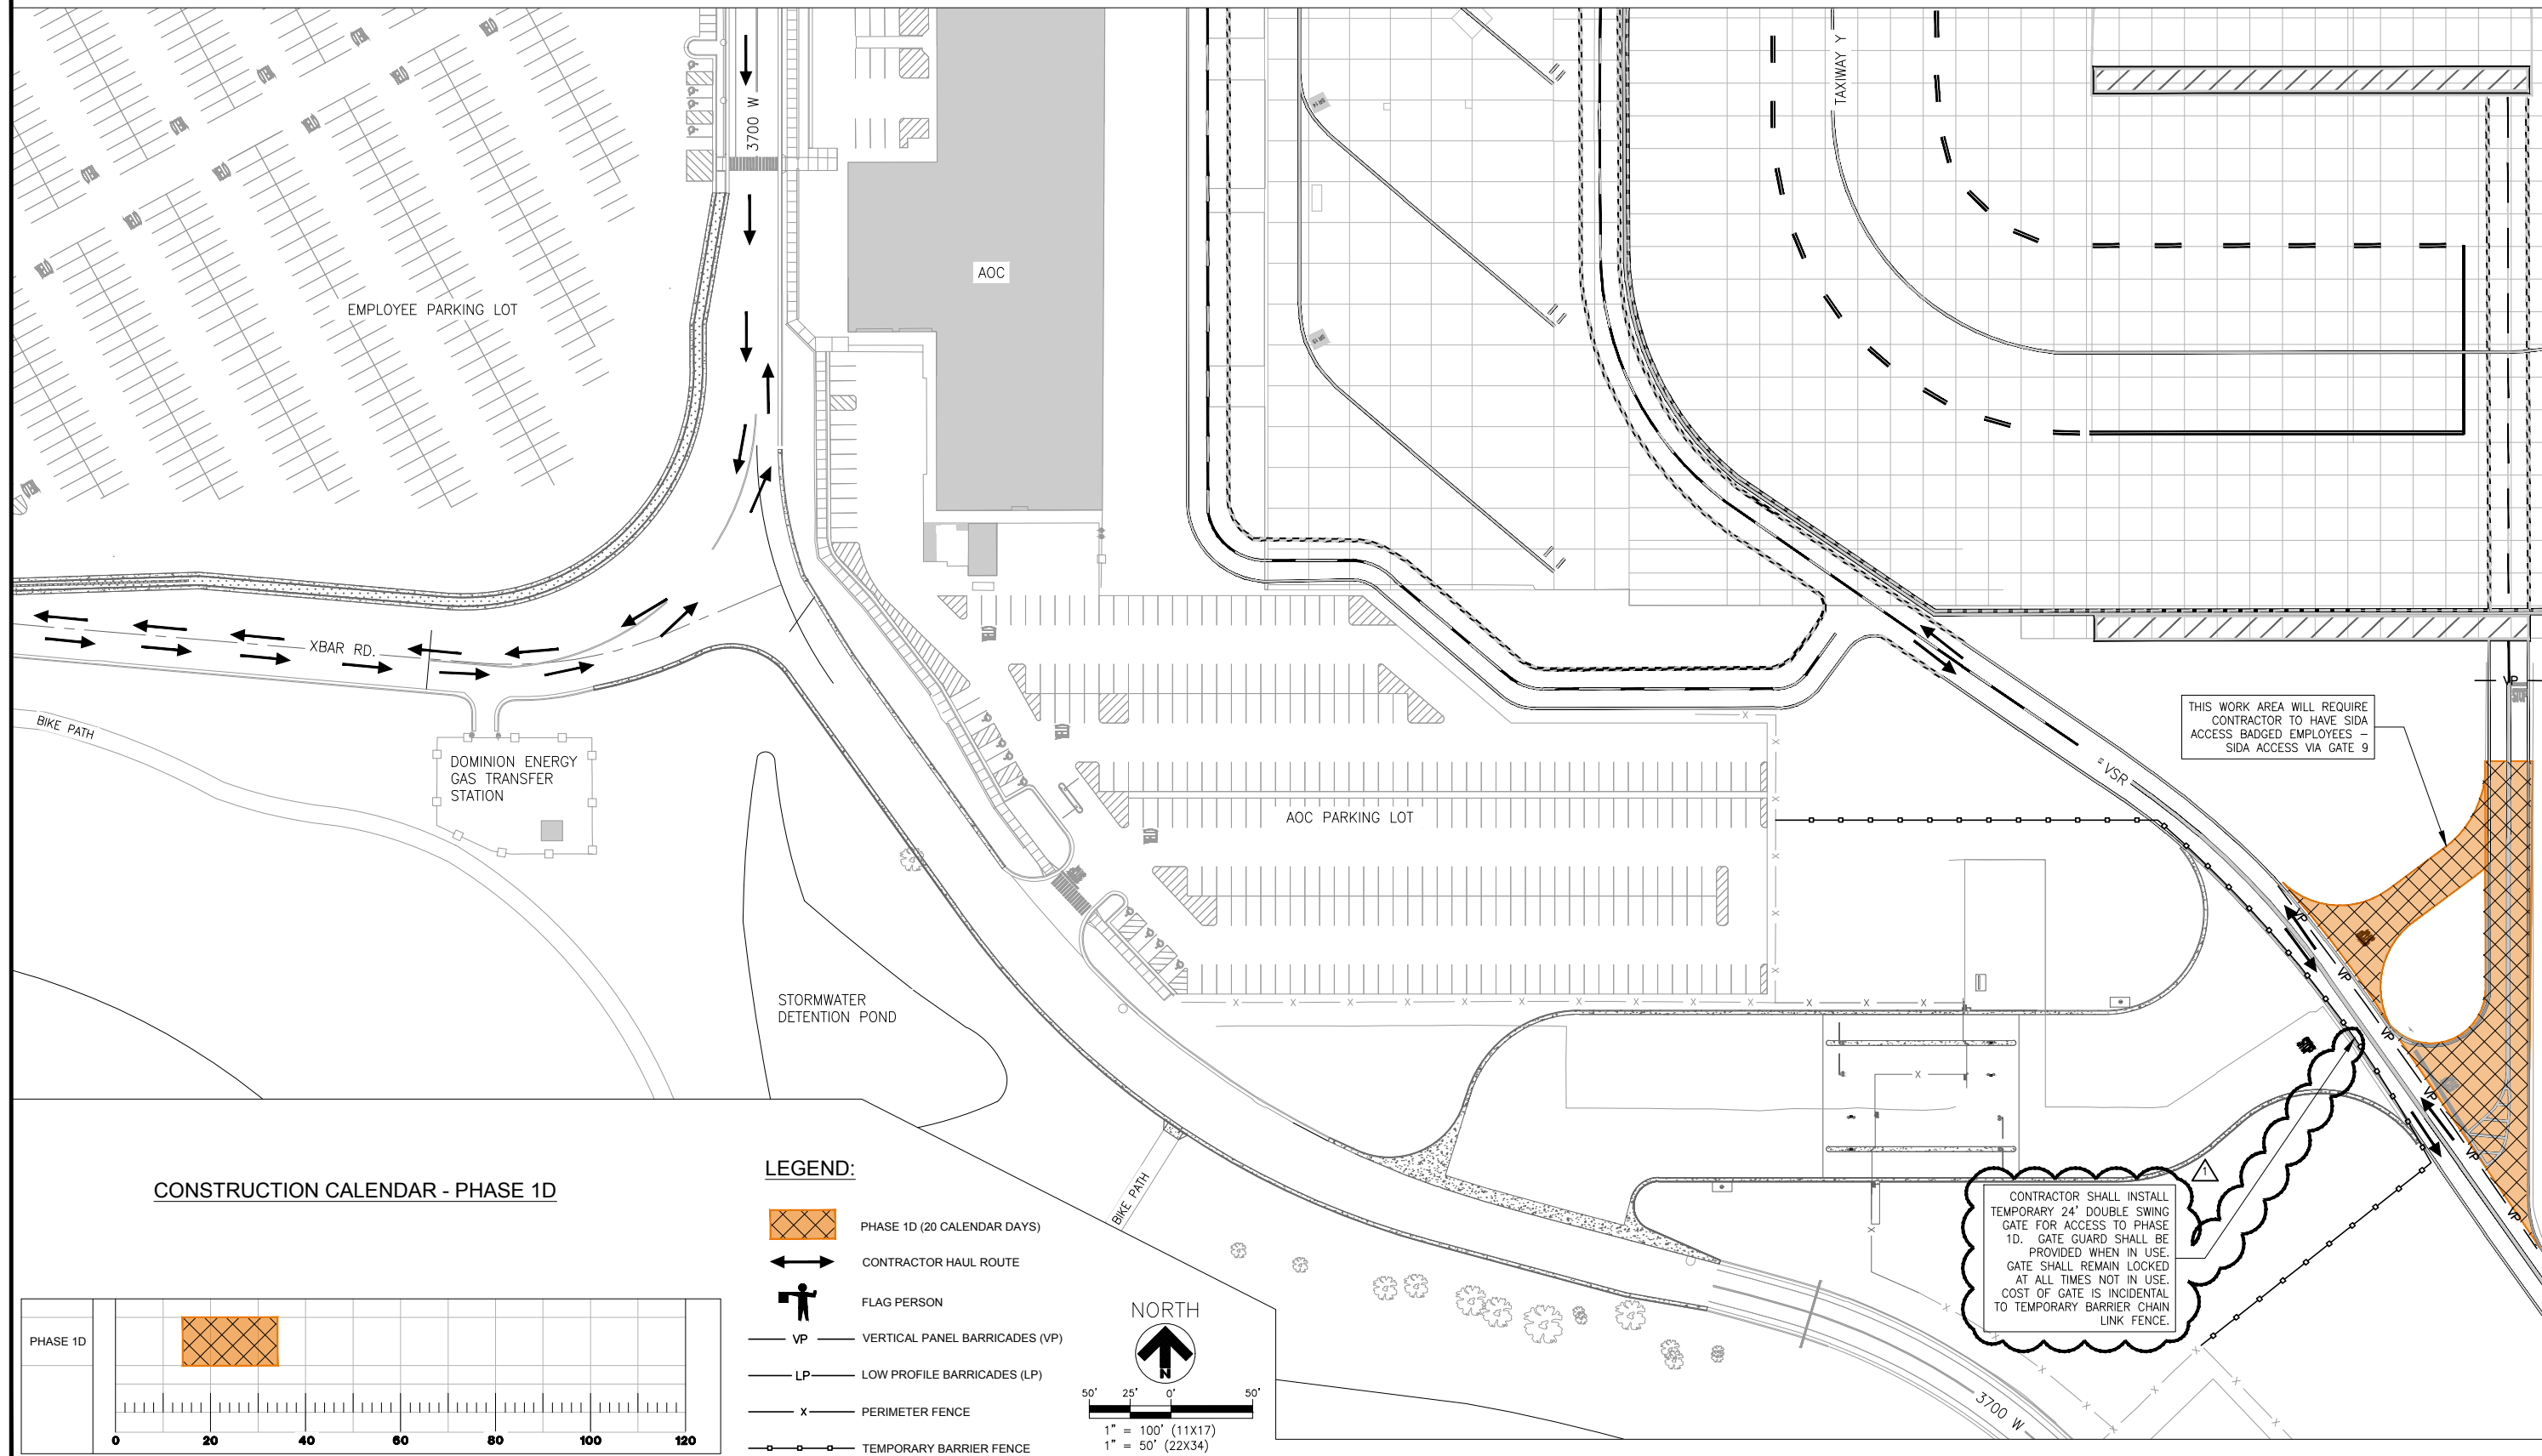 3700 W
TAXIWAY Y
AOC
EMPLOYEE PARKING LOT
XBAR RD.
BIKE PATH
DOMINION ENERGY
GAS TRANSFER
STATION
AOC PARKING LOT
VSR
THIS WORK AREA WILL REQUIRE
CONTRACTOR TO HAVE SIDA
ACCESS BADGED EMPLOYEES –
SIDA ACCESS VIA GATE 9
VP
VP
VP
VP
VP
VP
VP
STORMWATER
DETENTION POND
BIKE PATH
1
CONTRACTOR SHALL INSTALL
TEMPORARY 24' DOUBLE SWING
GATE FOR ACCESS TO PHASE
1D. GATE GUARD SHALL BE
PROVIDED WHEN IN USE.
GATE SHALL REMAIN LOCKED
AT ALL TIMES NOT IN USE.
COST OF GATE IS INCIDENTAL
TO TEMPORARY BARRIER CHAIN
LINK FENCE.
3700 W
CONSTRUCTION CALENDAR - PHASE 1D
PHASE 1D
0 20 40 60 80 100 120
LEGEND:
PHASE 1D (20 CALENDAR DAYS)
CONTRACTOR HAUL ROUTE
FLAG PERSON
VP VERTICAL PANEL BARRICADES (VP)
LP LOW PROFILE BARRICADES (LP)
X PERIMETER FENCE
TEMPORARY BARRIER FENCE
NORTH
N
50' 25' 0' 50'
1" = 100' (11X17)
1" = 50' (22X34)